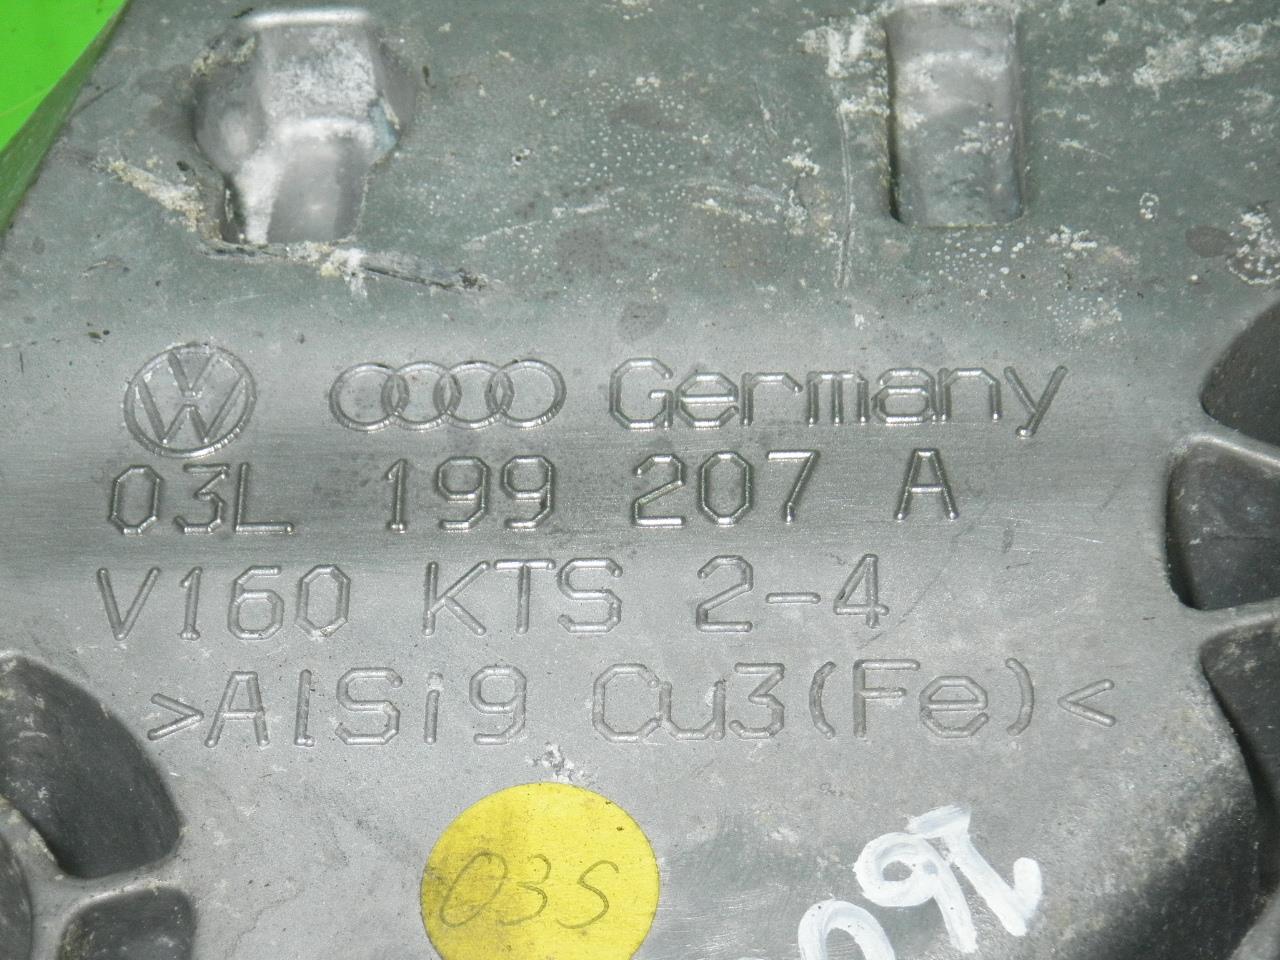 Germany
03L 199 207 A
V160 KTS 2-4
>AlSi9 Cu3(Fe)<
03S